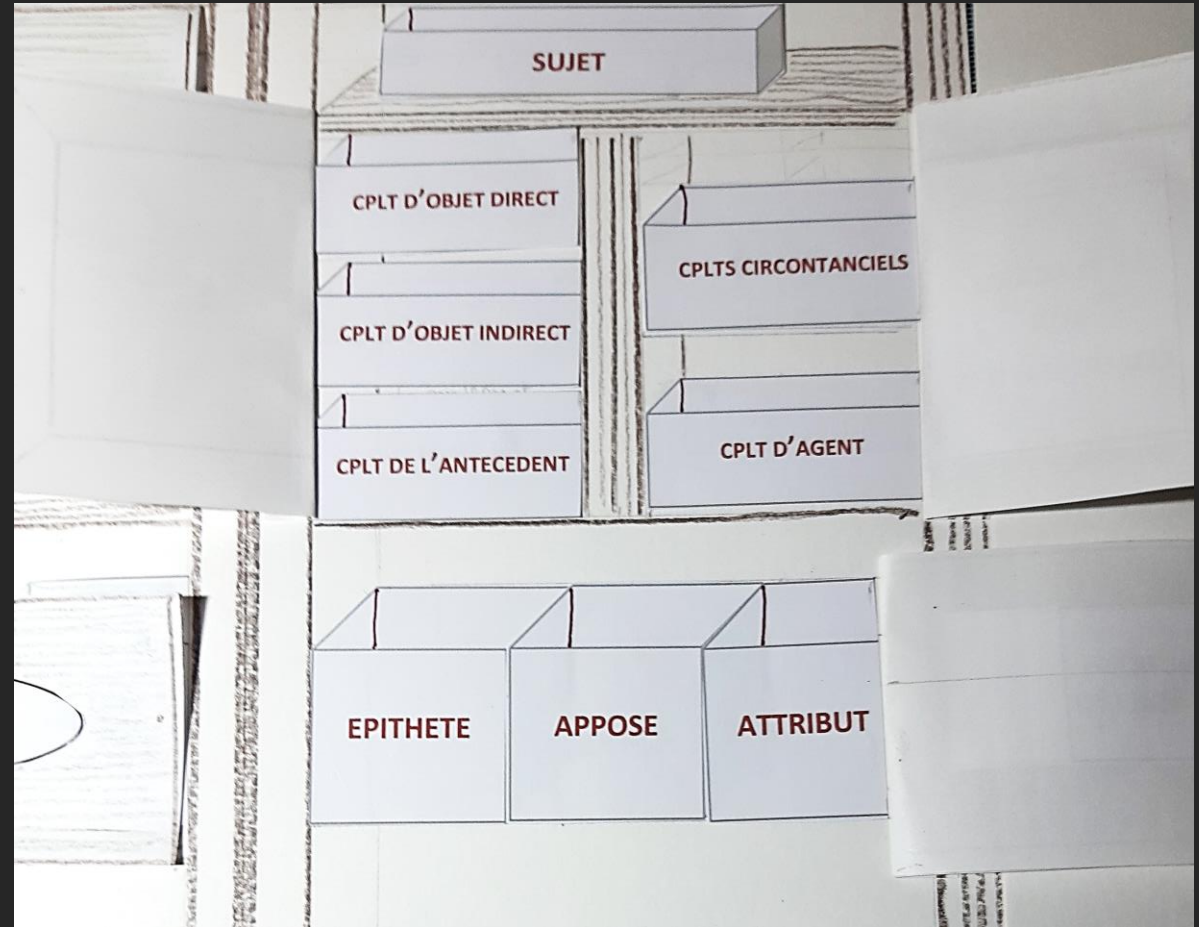 SUJET
CPLT D'OBJET DIRECT
CPLT D'OBJET INDIRECT
CPLT DE L'ANTECEDENT
CPLTS CIRCONTANCIELS
CPLT D'AGENT
EPITHETE
APPOSE
ATTRIBUT